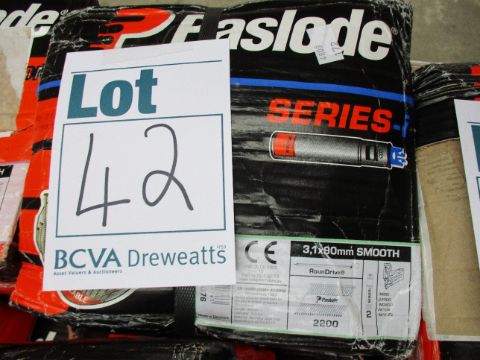 Paslode
Lot
42
BCVA Dreweatts
Asset Valuers & Auctioneers
SERIES-i
CE
3,1x90mm SMOOTH
RounDrive®
Paslode
2200